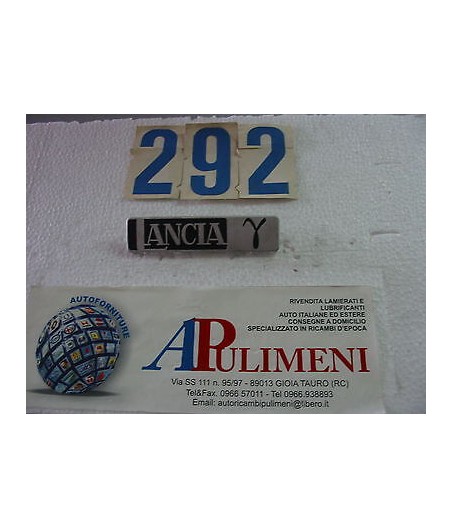 292
LANCIA γ
AUTOFORNITURE
RIVENDITA LAMIERATI E
LUBRIFICANTI
AUTO ITALIANE ED ESTERE
CONSEGNE A DOMICILIO
SPECIALIZZATO IN RICAMBI D'EPOCA
APULIMENI
Via SS 111 n. 95/97 - 89013 GIOIA TAURO (RC)
Tel&Fax. 0966 57011 - Tel 0966.938893
Email: autoricambipulimeni@libero.it